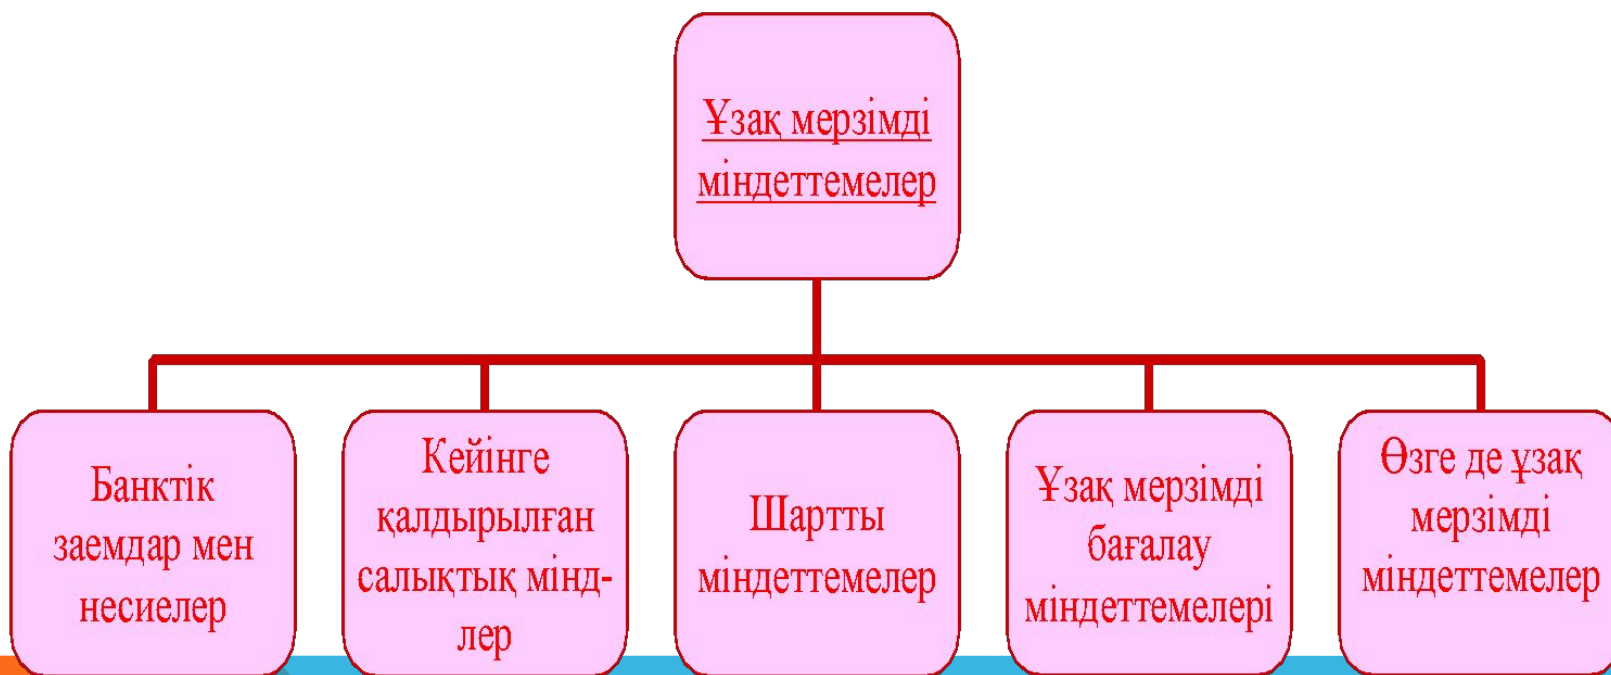 Ұзақ мерзімді
міндеттемелер
Банктік
заемдар мен
несиелер
Кейінге
қалдырылған
салықтық мінд-
лер
Шартты
міндеттемелер
Ұзақ мерзімді
бағалау
міндеттемелері
Өзге де ұзақ
мерзімді
міндеттемелер